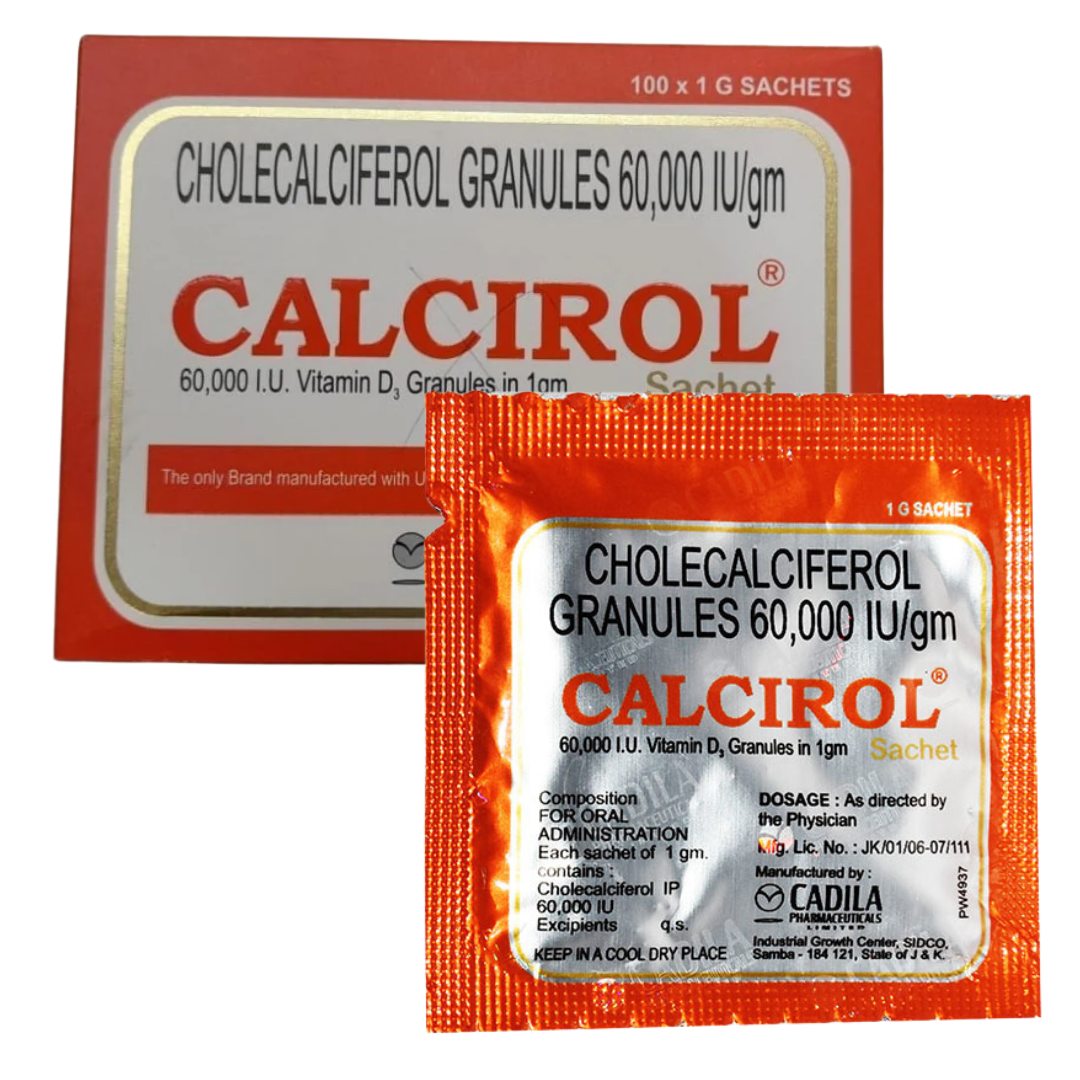 100 x 1 G SACHETS
CHOLECALCIFEROL GRANULES 60,000 IU/gm
CALCIROL®
60,000 I.U. Vitamin D₃ Granules in 1gm Sachet
The only Brand manufactured with U
1 G SACHET
CHOLECALCIFEROL
GRANULES 60,000 IU/gm
CALCIROL®
60,000 I.U. Vitamin D₃ Granules in 1gm Sachet
Composition
FOR ORAL
ADMINISTRATION
Each sachet of 1 gm.
contains :
Cholecalciferol IP
60,000 IU
Excipients q.s.
KEEP IN A COOL DRY PLACE
DOSAGE : As directed by
the Physician
Mfg. Lic. No. : JK/01/06-07/111
Manufactured by :
CADILA
PHARMACEUTICALS
LIMITED
Industrial Growth Center, SIDCO,
Samba - 184 121, State of J & K.
PW4937